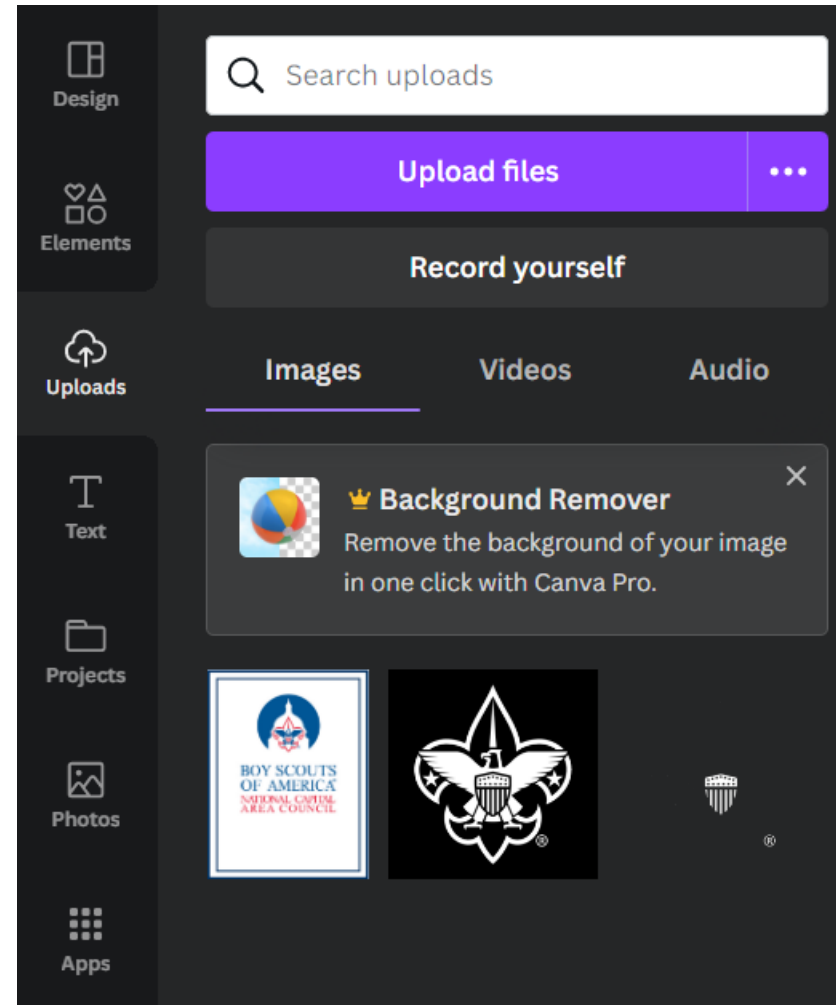 Design
Elements
Uploads
Text
Projects
Photos
Apps
Search uploads
Upload files
Record yourself
Images Videos Audio
Background Remover
Remove the background of your image
in one click with Canva Pro.
BOY SCOUTS
OF AMERICA
NATIONAL CAPITAL
AREA COUNCIL
®
®